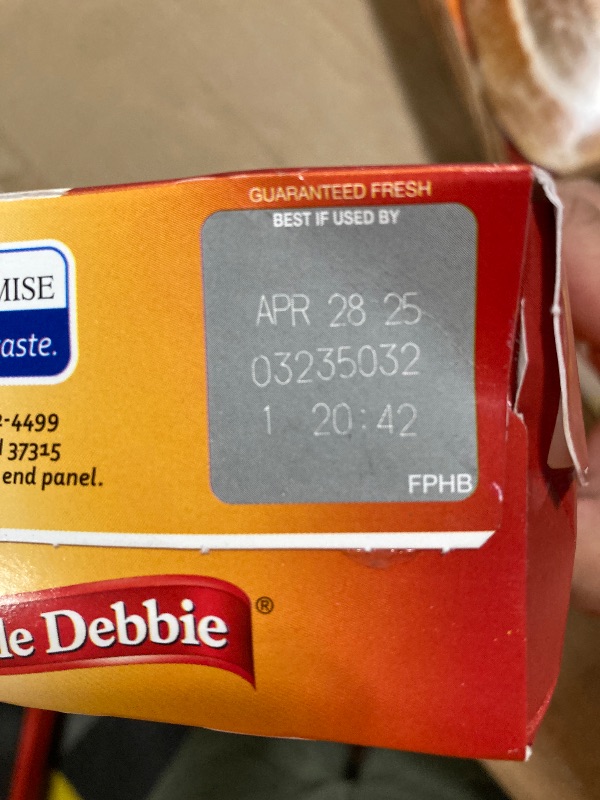 GUARANTEED FRESH
BEST IF USED BY
APR 28 25
03235032
1 20:42
FPHB
MISE
aste.
2-4499
37315
end panel.
le Debbie®